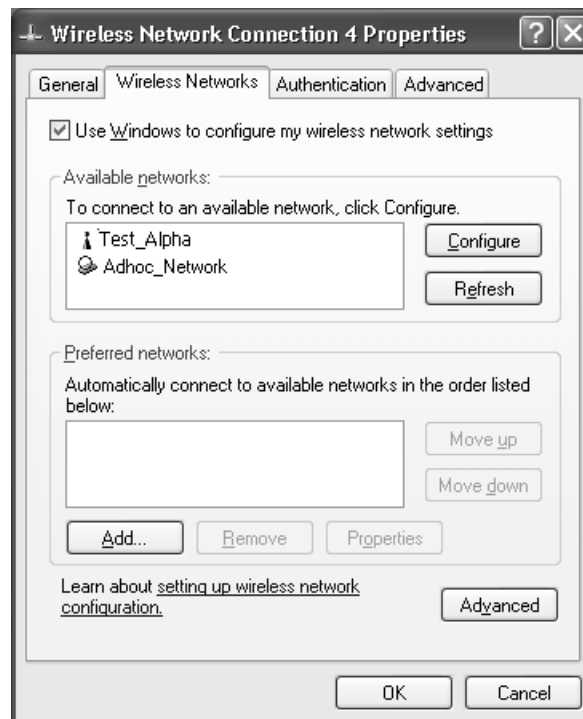 Wireless Network Connection 4 Properties
General
Wireless Networks
Authentication
Advanced
Use Windows to configure my wireless network settings
Available networks:
To connect to an available network, click Configure.
Test_Alpha
Adhoc_Network
Configure
Refresh
Preferred networks:
Automatically connect to available networks in the order listed
below:
Move up
Move down
Add...
Remove
Properties
Learn about setting up wireless network
configuration.
Advanced
OK
Cancel